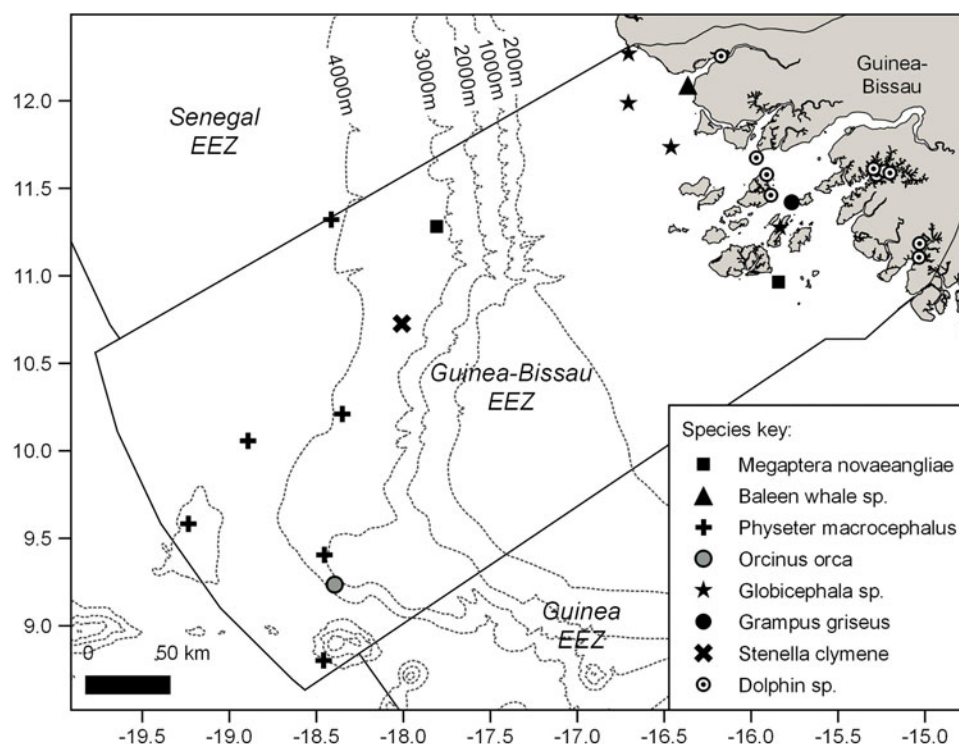 4000m
3000m
2000m
1000m
200m
Guinea-
Bissau
Senegal
EEZ
Guinea-Bissau
EEZ
Guinea
EEZ
12.0
11.5
11.0
10.5
10.0
9.5
9.0
0 50 km
Species key:
Megaptera novaeangliae
Baleen whale sp.
Physeter macrocephalus
Orcinus orca
Globicephala sp.
Grampus griseus
Stenella clymene
Dolphin sp.
-19.5 -19.0 -18.5 -18.0 -17.5 -17.0 -16.5 -16.0 -15.5 -15.0